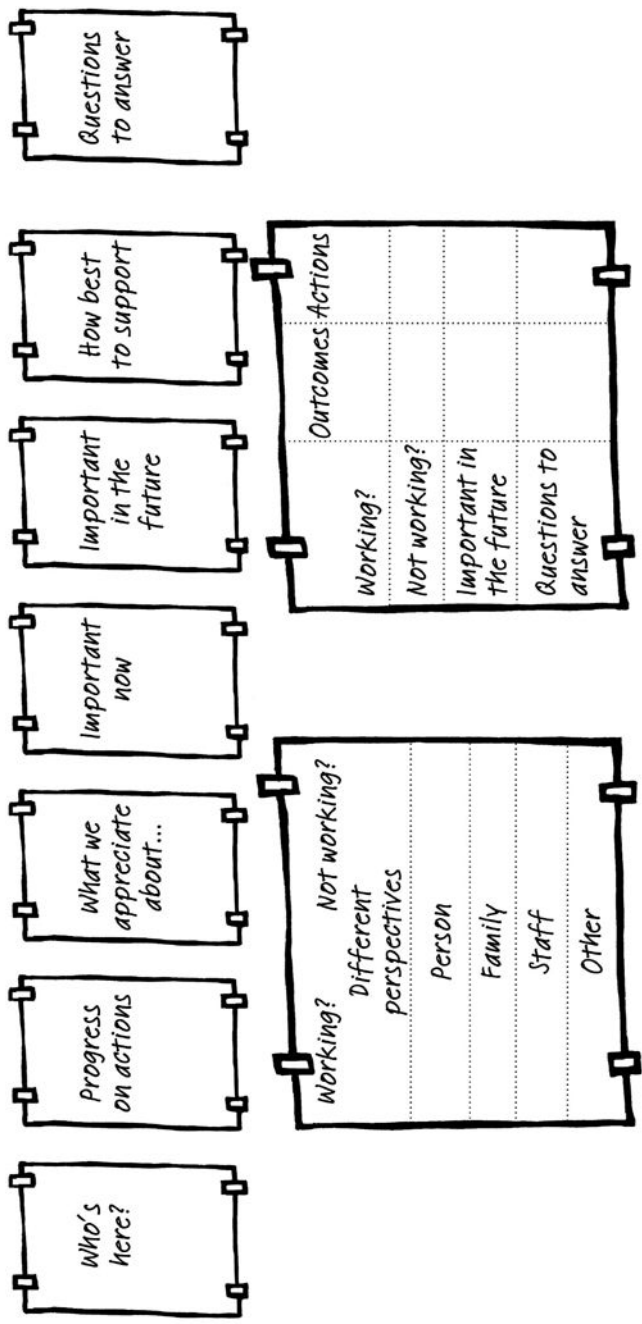 Who's
here?
Progress
on actions
What we
appreciate
about...
Important
now
Important
in the
future
How best
to support
Questions
to answer
Working? Not working?
Different
perspectives
Person
Family
Staff
Other
Outcomes Actions
Working?
Not working?
Important in
the future
Questions to
answer